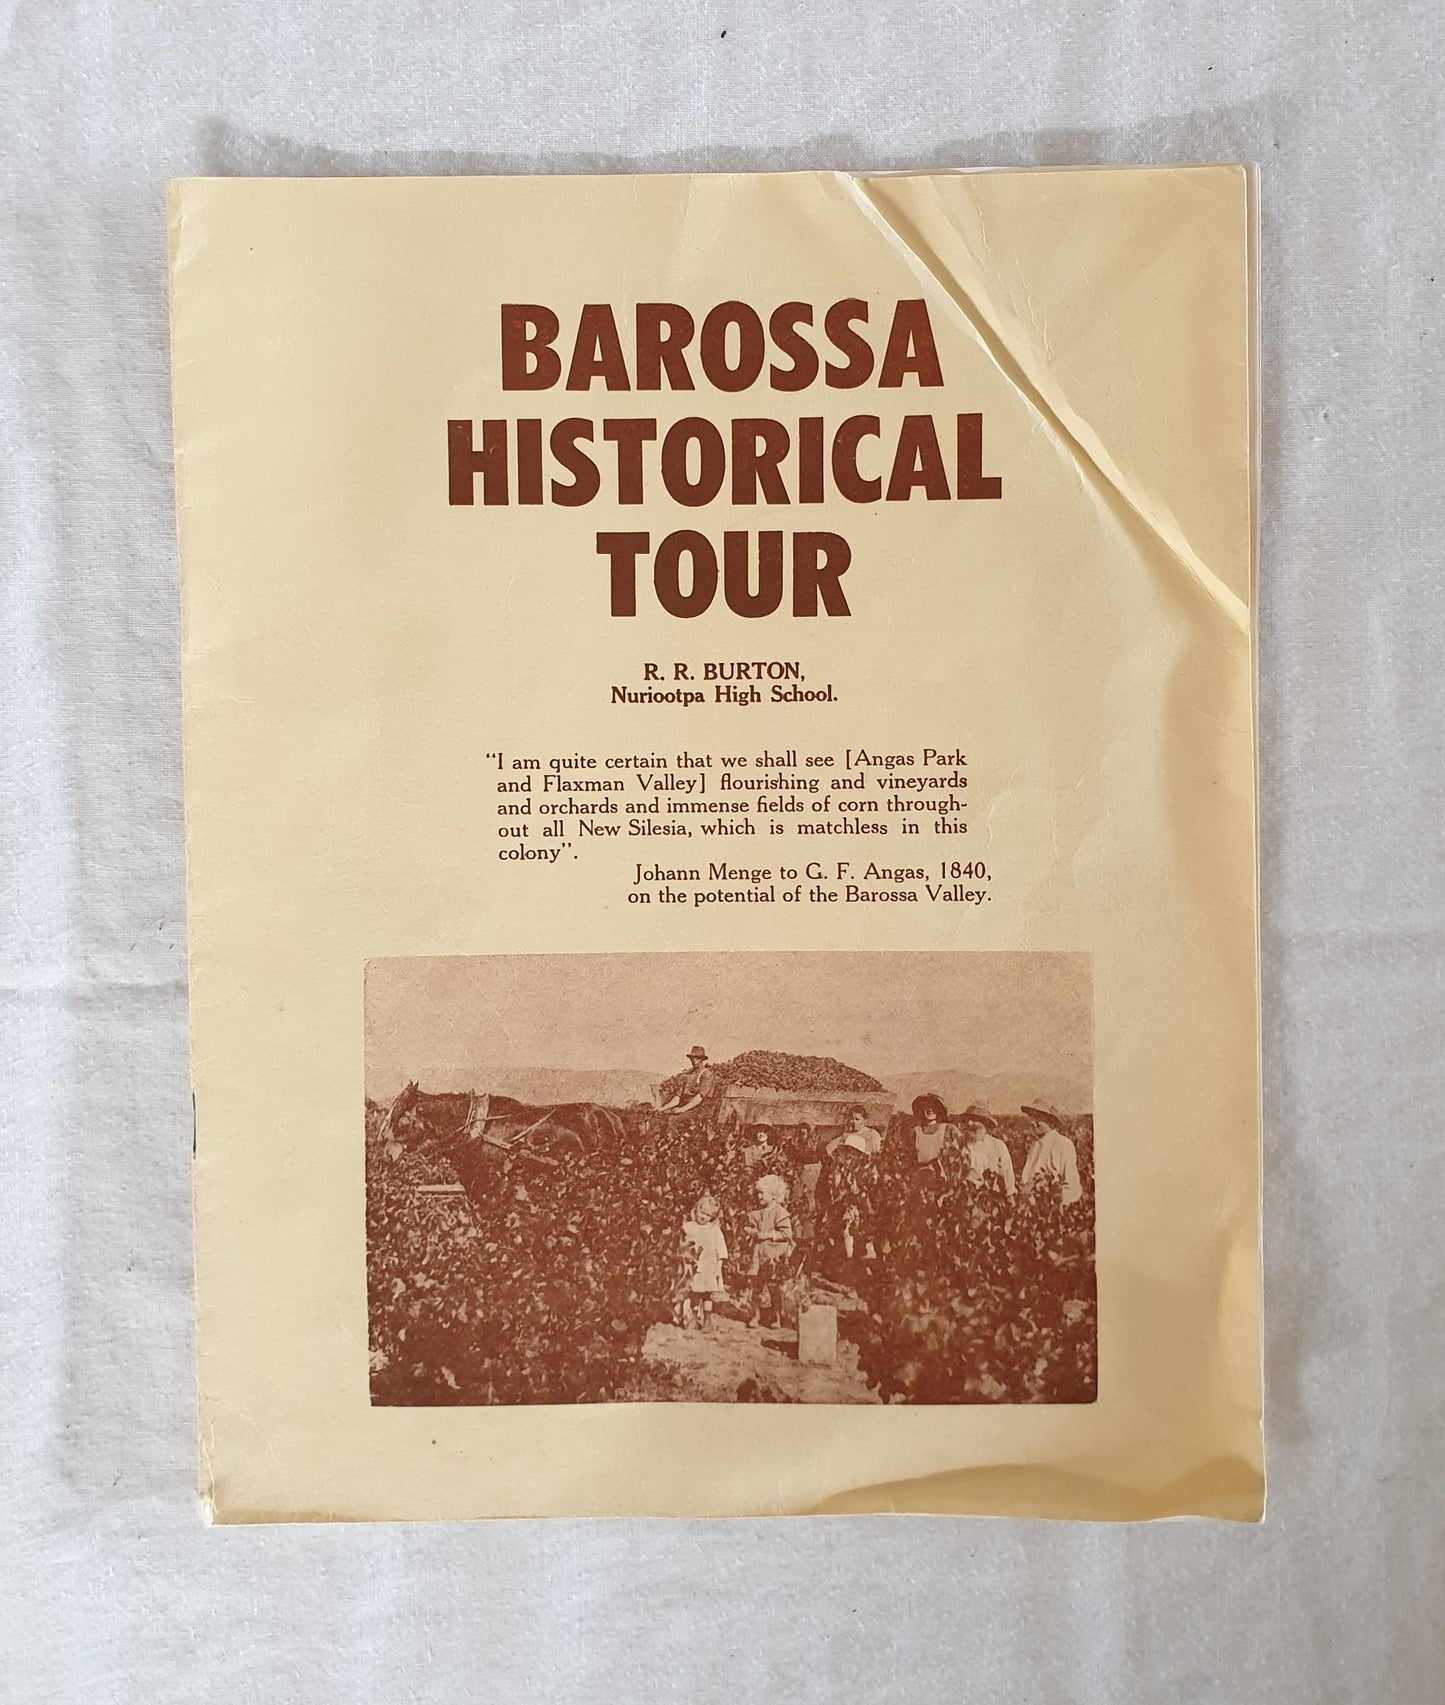 BAROSSA
HISTORICAL
TOUR
R. R. BURTON,
Nuriootpa High School.
“I am quite certain that we shall see [Angas Park
and Flaxman Valley] flourishing and vineyards
and orchards and immense fields of corn through-
out all New Silesia, which is matchless in this
colony”.
Johann Menge to G. F. Angas, 1840,
on the potential of the Barossa Valley.